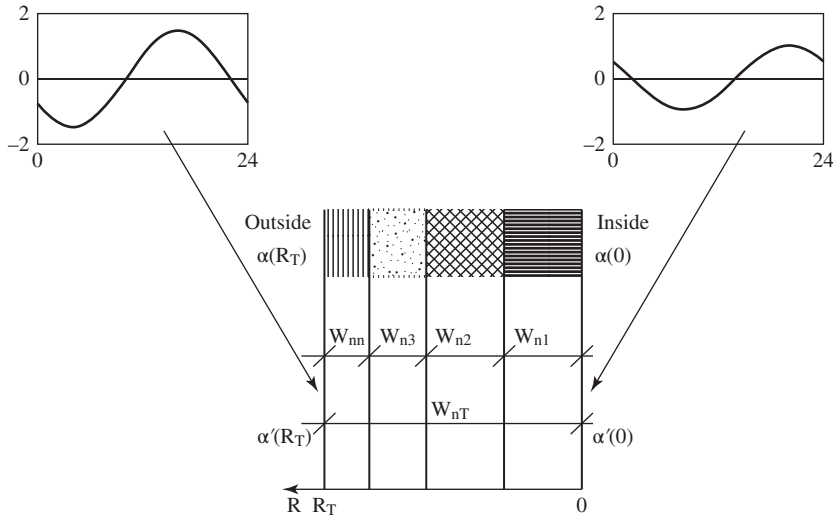 2
0
−2
0 24
2
0
−2
0 24
Outside
α(R_T)
Inside
α(0)
W_nn W_n3 W_n2 W_n1
W_nT
α′(R_T)
α′(0)
R R_T 0